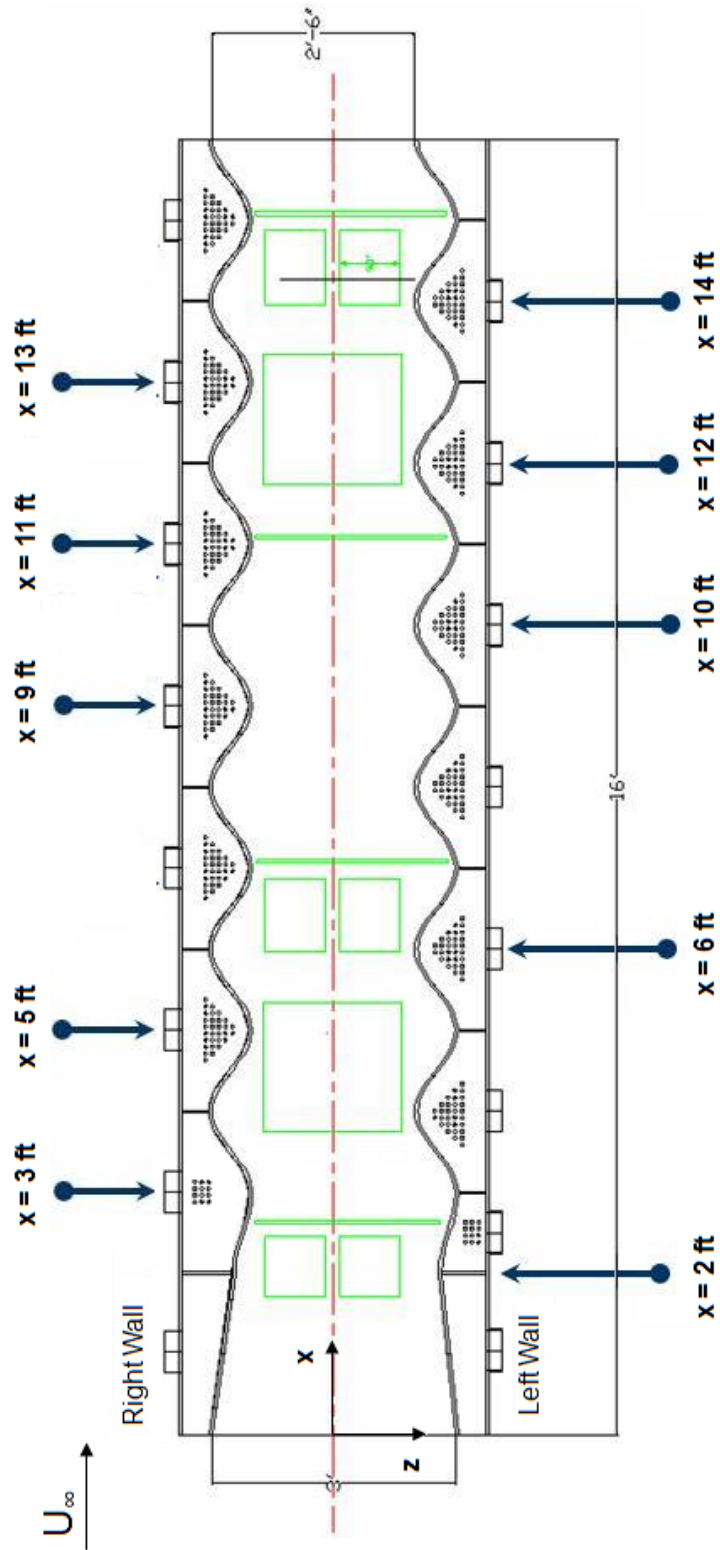 U∞
Right Wall
Left Wall
x
z
x = 3 ft
x = 5 ft
x = 9 ft
x = 11 ft
x = 13 ft
x = 2 ft
x = 6 ft
x = 10 ft
x = 12 ft
x = 14 ft
2'-6"
16'